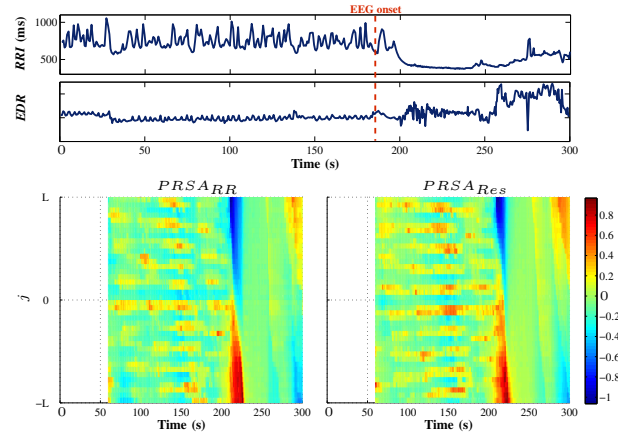 EEG onset
RRI (ms)
1000
500
EDR
0 50 100 150 200 250 300
Time (s)
PRSA_RR
PRSA_Res
L
j
0
−L
0 50 100 150 200 250 300
Time (s)
0 50 100 150 200 250 300
Time (s)
0.8
0.6
0.4
0.2
0
-0.2
-0.4
-0.6
-0.8
-1